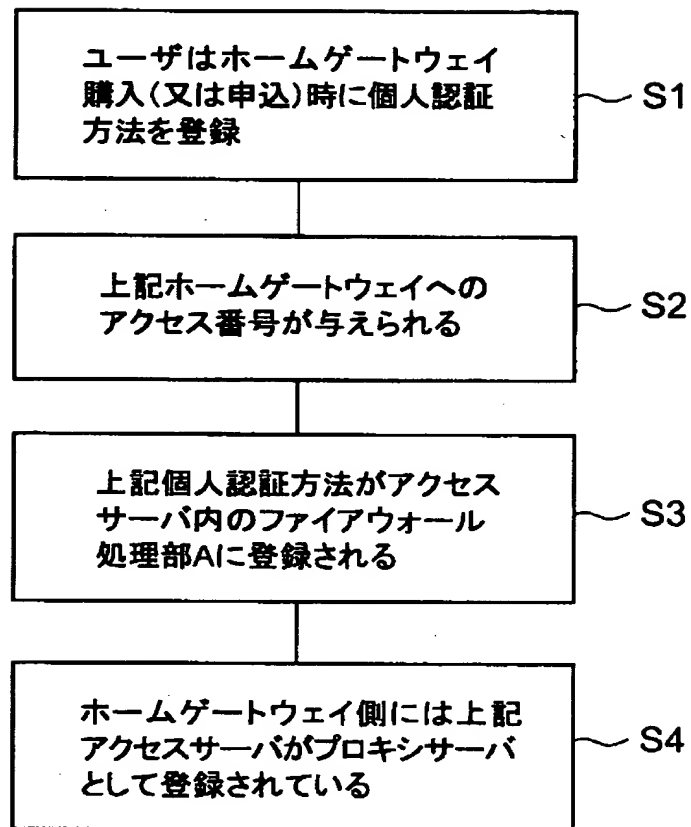 ユーザはホームゲートウェイ
購入(又は申込)時に個人認証
方法を登録
S1
上記ホームゲートウェイへの
アクセス番号が与えられる
S2
上記個人認証方法がアクセス
サーバ内のファイアウォール
処理部Aに登録される
S3
ホームゲートウェイ側には上記
アクセスサーバがプロキシサーバ
として登録されている
S4